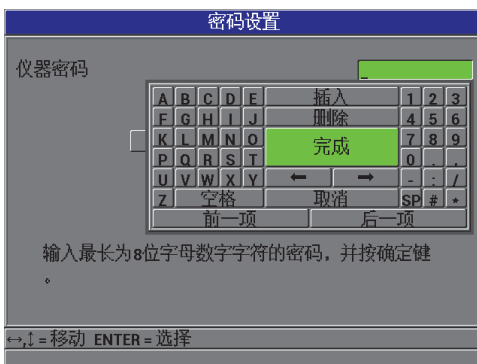 密码设置
仪器密码 _
A B C D E 插入 1 2 3
F G H I J 删除 4 5 6
K L M N O 完成 7 8 9
P Q R S T 0 . ,
U V W X Y ← → - : /
Z 空格 取消 SP # *
前一项 后一项
输入最长为8位字母数字字符的密码，并按确定键
。
↔,↕ = 移动 ENTER = 选择